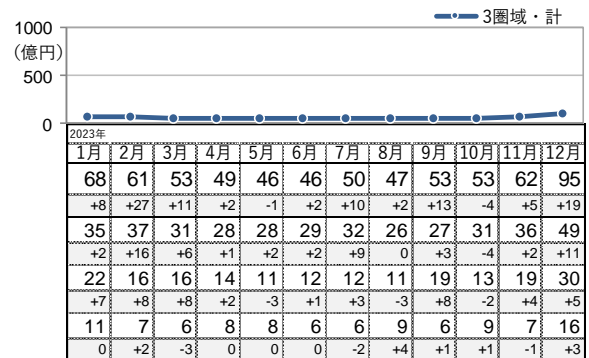 3圏域・計
1000
(億円)
500
0
2023年
1月 2月 3月 4月 5月 6月 7月 8月 9月 10月 11月 12月
68 61 53 49 46 46 50 47 53 53 62 95
+8 +27 +11 +2 -1 +2 +10 +2 +13 -4 +5 +19
35 37 31 28 28 29 32 26 27 31 36 49
+2 +16 +6 +1 +2 +2 +9 0 +3 -4 +2 +11
22 16 16 14 11 12 12 11 19 13 19 30
+7 +8 +8 +2 -3 +1 +3 -3 +8 -2 +4 +5
11 7 6 8 8 6 6 9 6 9 7 16
0 +2 -3 0 0 0 -2 +4 +1 +1 -1 +3